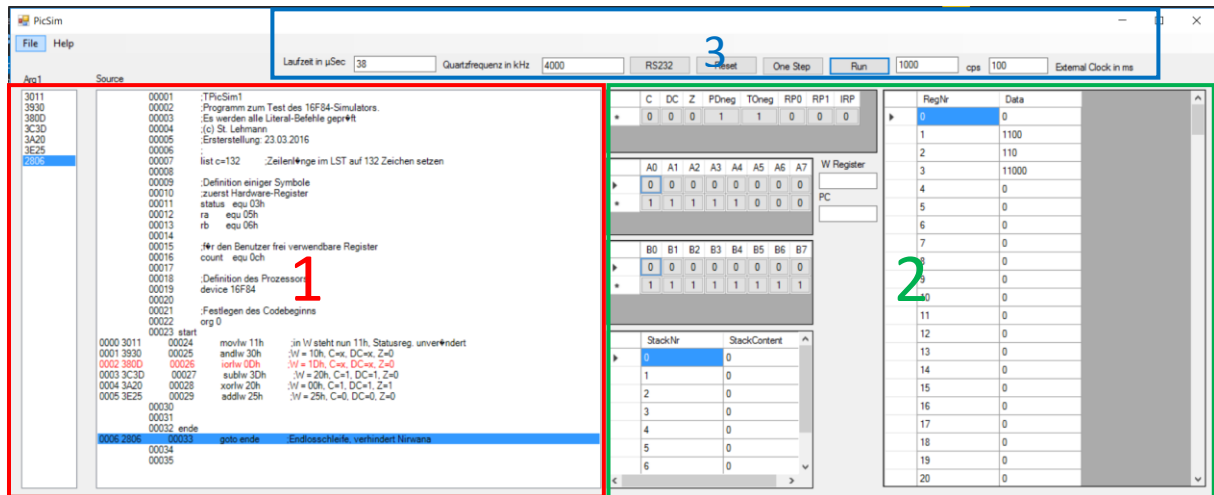 PicSim
File Help
3
Laufzeit in µSec 38 Quartzfrequenz in kHz 4000 RS232 Reset One Step Run 1000 cps 100 External Clock in ms
Arg1 Source
3011
3930
380D
3C3D
3A20
3E25
2806
00001 ;TPicSim1
00002 ;Programm zum Test des 16F84-Simulators.
00003 ;Es werden alle Literal-Befehle gepr�ft
00004 ;(c) St. Lehmann
00005 ;Ersterstellung: 23.03.2016
00006 ;
00007 list c=132 ;Zeilenl�nge im LST auf 132 Zeichen setzen
00008
00009 ;Definition einiger Symbole
00010 ;zuerst Hardware-Register
00011 status equ 03h
00012 ra equ 05h
00013 rb equ 06h
00014
00015 ;f�r den Benutzer frei verwendbare Register
00016 count equ 0ch
00017
00018 ;Definition des Prozessors
00019 device 16F84
00020
00021 ;Festlegen des Codebeginns
00022 org 0
00023 start
0000 3011 00024 movlw 11h ;in W steht nun 11h, Statusreg. unver�ndert
0001 3930 00025 andlw 30h ;W = 10h, C=x, DC=x, Z=0
0002 380D 00026 iorlw 0Dh ;W = 1Dh, C=x, DC=x, Z=0
0003 3C3D 00027 sublw 3Dh ;W = 20h, C=1, DC=1, Z=0
0004 3A20 00028 xorlw 20h ;W = 00h, C=1, DC=1, Z=1
0005 3E25 00029 addlw 25h ;W = 25h, C=0, DC=0, Z=0
00030
00031
00032 ende
0006 2806 00033 goto ende ;Endlosschleife, verhindert Nirwana
00034
00035
1
C DC Z PDneg TOneg RP0 RP1 IRP
0 0 0 1 1 0 0 0
A0 A1 A2 A3 A4 A5 A6 A7
0 0 0 0 0 0 0 0
1 1 1 1 1 0 0 0
W Register
PC
B0 B1 B2 B3 B4 B5 B6 B7
0 0 0 0 0 0 0 0
1 1 1 1 1 1 1 1
StackNr StackContent
0 0
1 0
2 0
3 0
4 0
5 0
6 0
2
RegNr Data
0 0
1 1100
2 110
3 11000
4 0
5 0
6 0
7 0
8 0
9 0
10 0
11 0
12 0
13 0
14 0
15 0
16 0
17 0
18 0
19 0
20 0